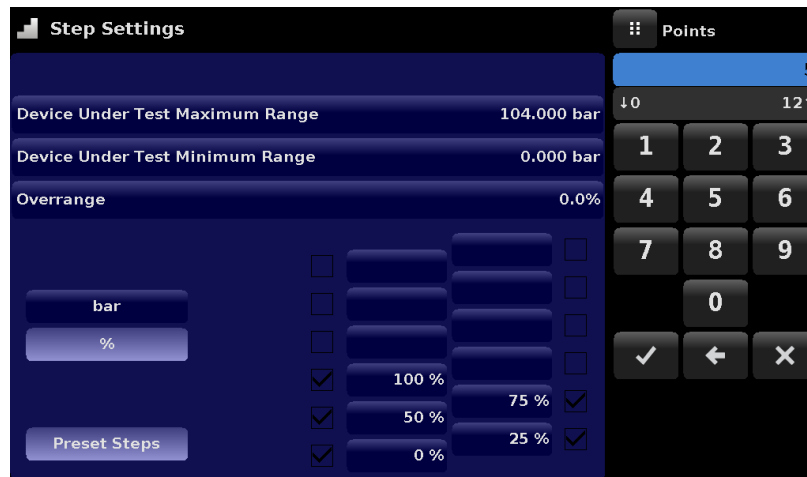 Step Settings
Points
Device Under Test Maximum Range 104.000 bar
↓0
Device Under Test Minimum Range 0.000 bar
Overrange 0.0%
1 2 3
4 5 6
7 8 9
0
bar
%
100 %
75 %
50 %
25 %
0 %
Preset Steps